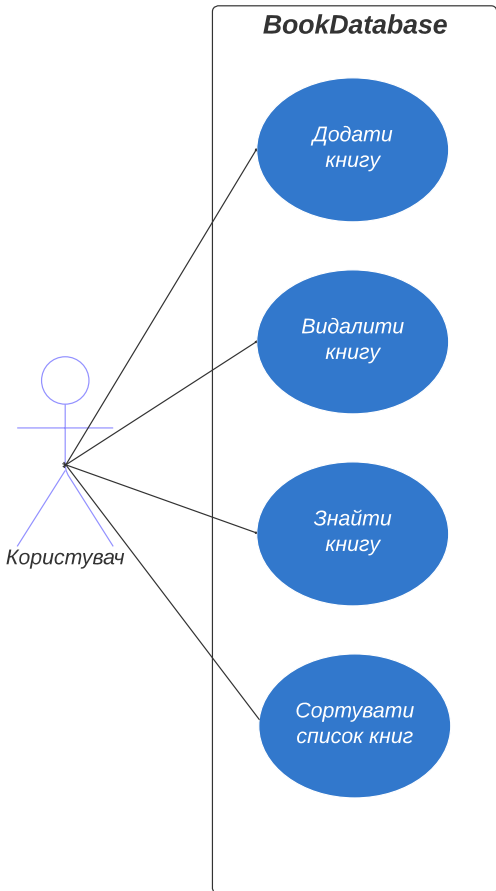 BookDatabase
Додати
книгу
Видалити
книгу
Знайти
книгу
Користувач
Сортувати
список книг